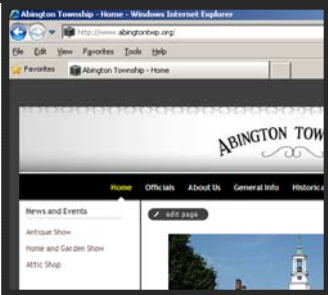 Abington Township - Home - Windows Internet Explorer
http://www.abingtontwp.org/
File Edit View Favorites Tools Help
Favorites Abington Township - Home
ABINGTON TOW
Home Officials About Us General Info Historica
News and Events
edit page
Antique Show
Home and Garden Show
Attic Shop